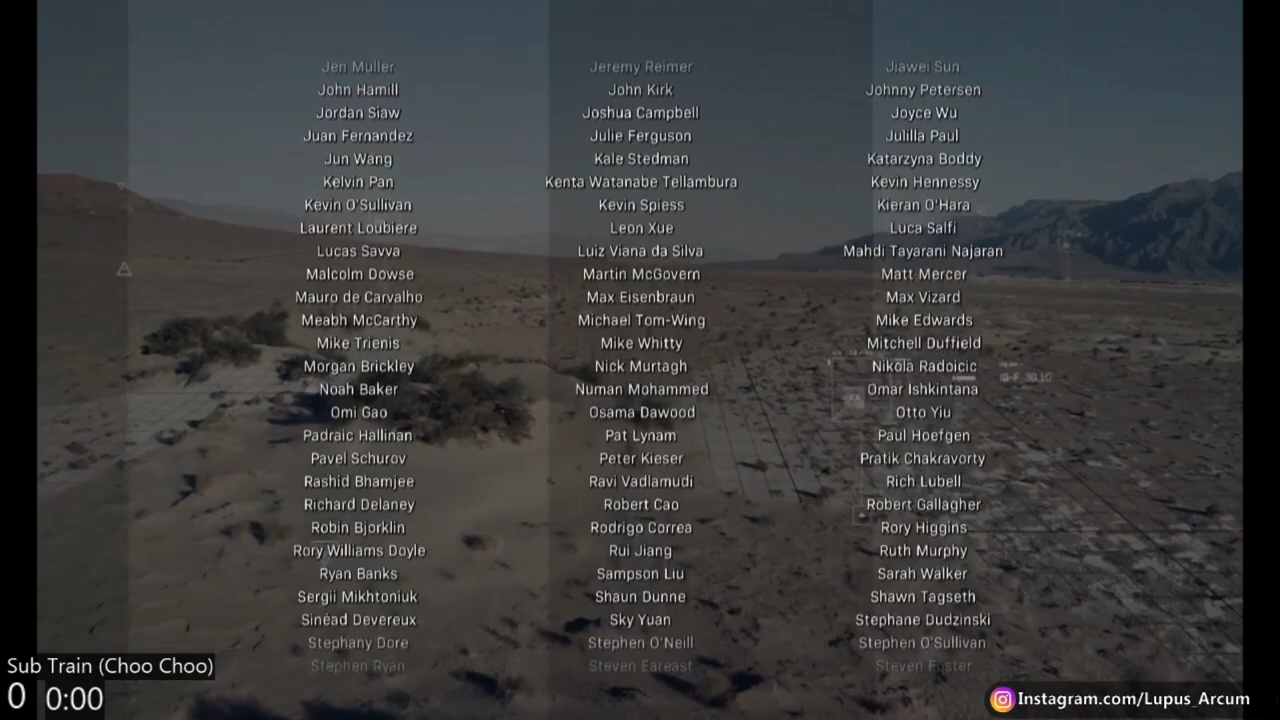 Jen Muller Jeremy Reimer Jiawei Sun
John Hamill John Kirk Johnny Petersen
Jordan Siaw Joshua Campbell Joyce Wu
Juan Fernandez Julie Ferguson Julilla Paul
Jun Wang Kale Stedman Katarzyna Boddy
Kelvin Pan Kenta Watanabe Tellambura Kevin Hennessy
Kevin O'Sullivan Kevin Spiess Kieran O'Hara
Laurent Loubiere Leon Xue Luca Salfi
Lucas Savva Luiz Viana da Silva Mahdi Tayarani Najaran
Malcolm Dowse Martin McGovern Matt Mercer
Mauro de Carvalho Max Eisenbraun Max Vizard
Meabh McCarthy Michael Tom-Wing Mike Edwards
Mike Trienis Mike Whitty Mitchell Duffield
Morgan Brickley Nick Murtagh Nikola Radoicic
Noah Baker Numan Mohammed Omar Ishkintana
Omi Gao Osama Dawood Otto Yiu
Padraic Hallinan Pat Lynam Paul Hoefgen
Pavel Schurov Peter Kieser Pratik Chakravorty
Rashid Bhamjee Ravi Vadlamudi Rich Lubell
Richard Delaney Robert Cao Robert Gallagher
Robin Bjorklin Rodrigo Correa Rory Higgins
Rory Williams Doyle Rui Jiang Ruth Murphy
Ryan Banks Sampson Liu Sarah Walker
Sergii Mikhtoniuk Shaun Dunne Shawn Tagseth
Sinéad Devereux Sky Yuan Stephane Dudzinski
Stephany Dore Stephen O'Neill Stephen O'Sullivan
Stephen Ryan Steven Eareast Steven Foster
Sub Train (Choo Choo)
0 0:00
Instagram.com/Lupus_Arcum